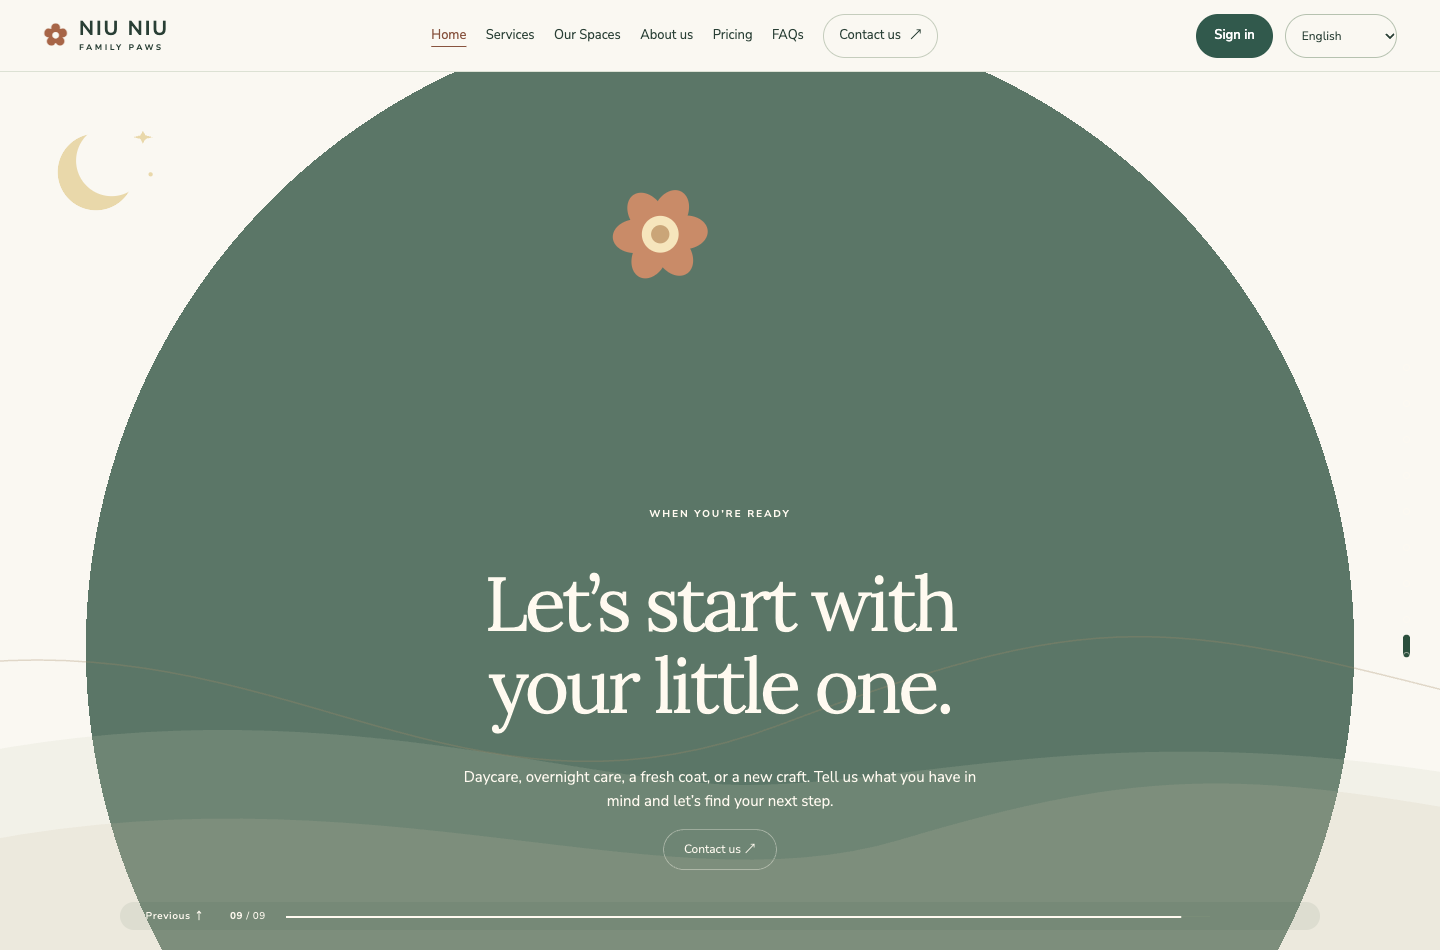 NIU NIU
FAMILY PAWS
Home
Services
Our Spaces
About us
Pricing
FAQs
Contact us ↗
Sign in
English
WHEN YOU'RE READY
Let’s start with
your little one.
Daycare, overnight care, a fresh coat, or a new craft. Tell us what you have in
mind and let’s find your next step.
Contact us ↗
Previous ↑
09 / 09